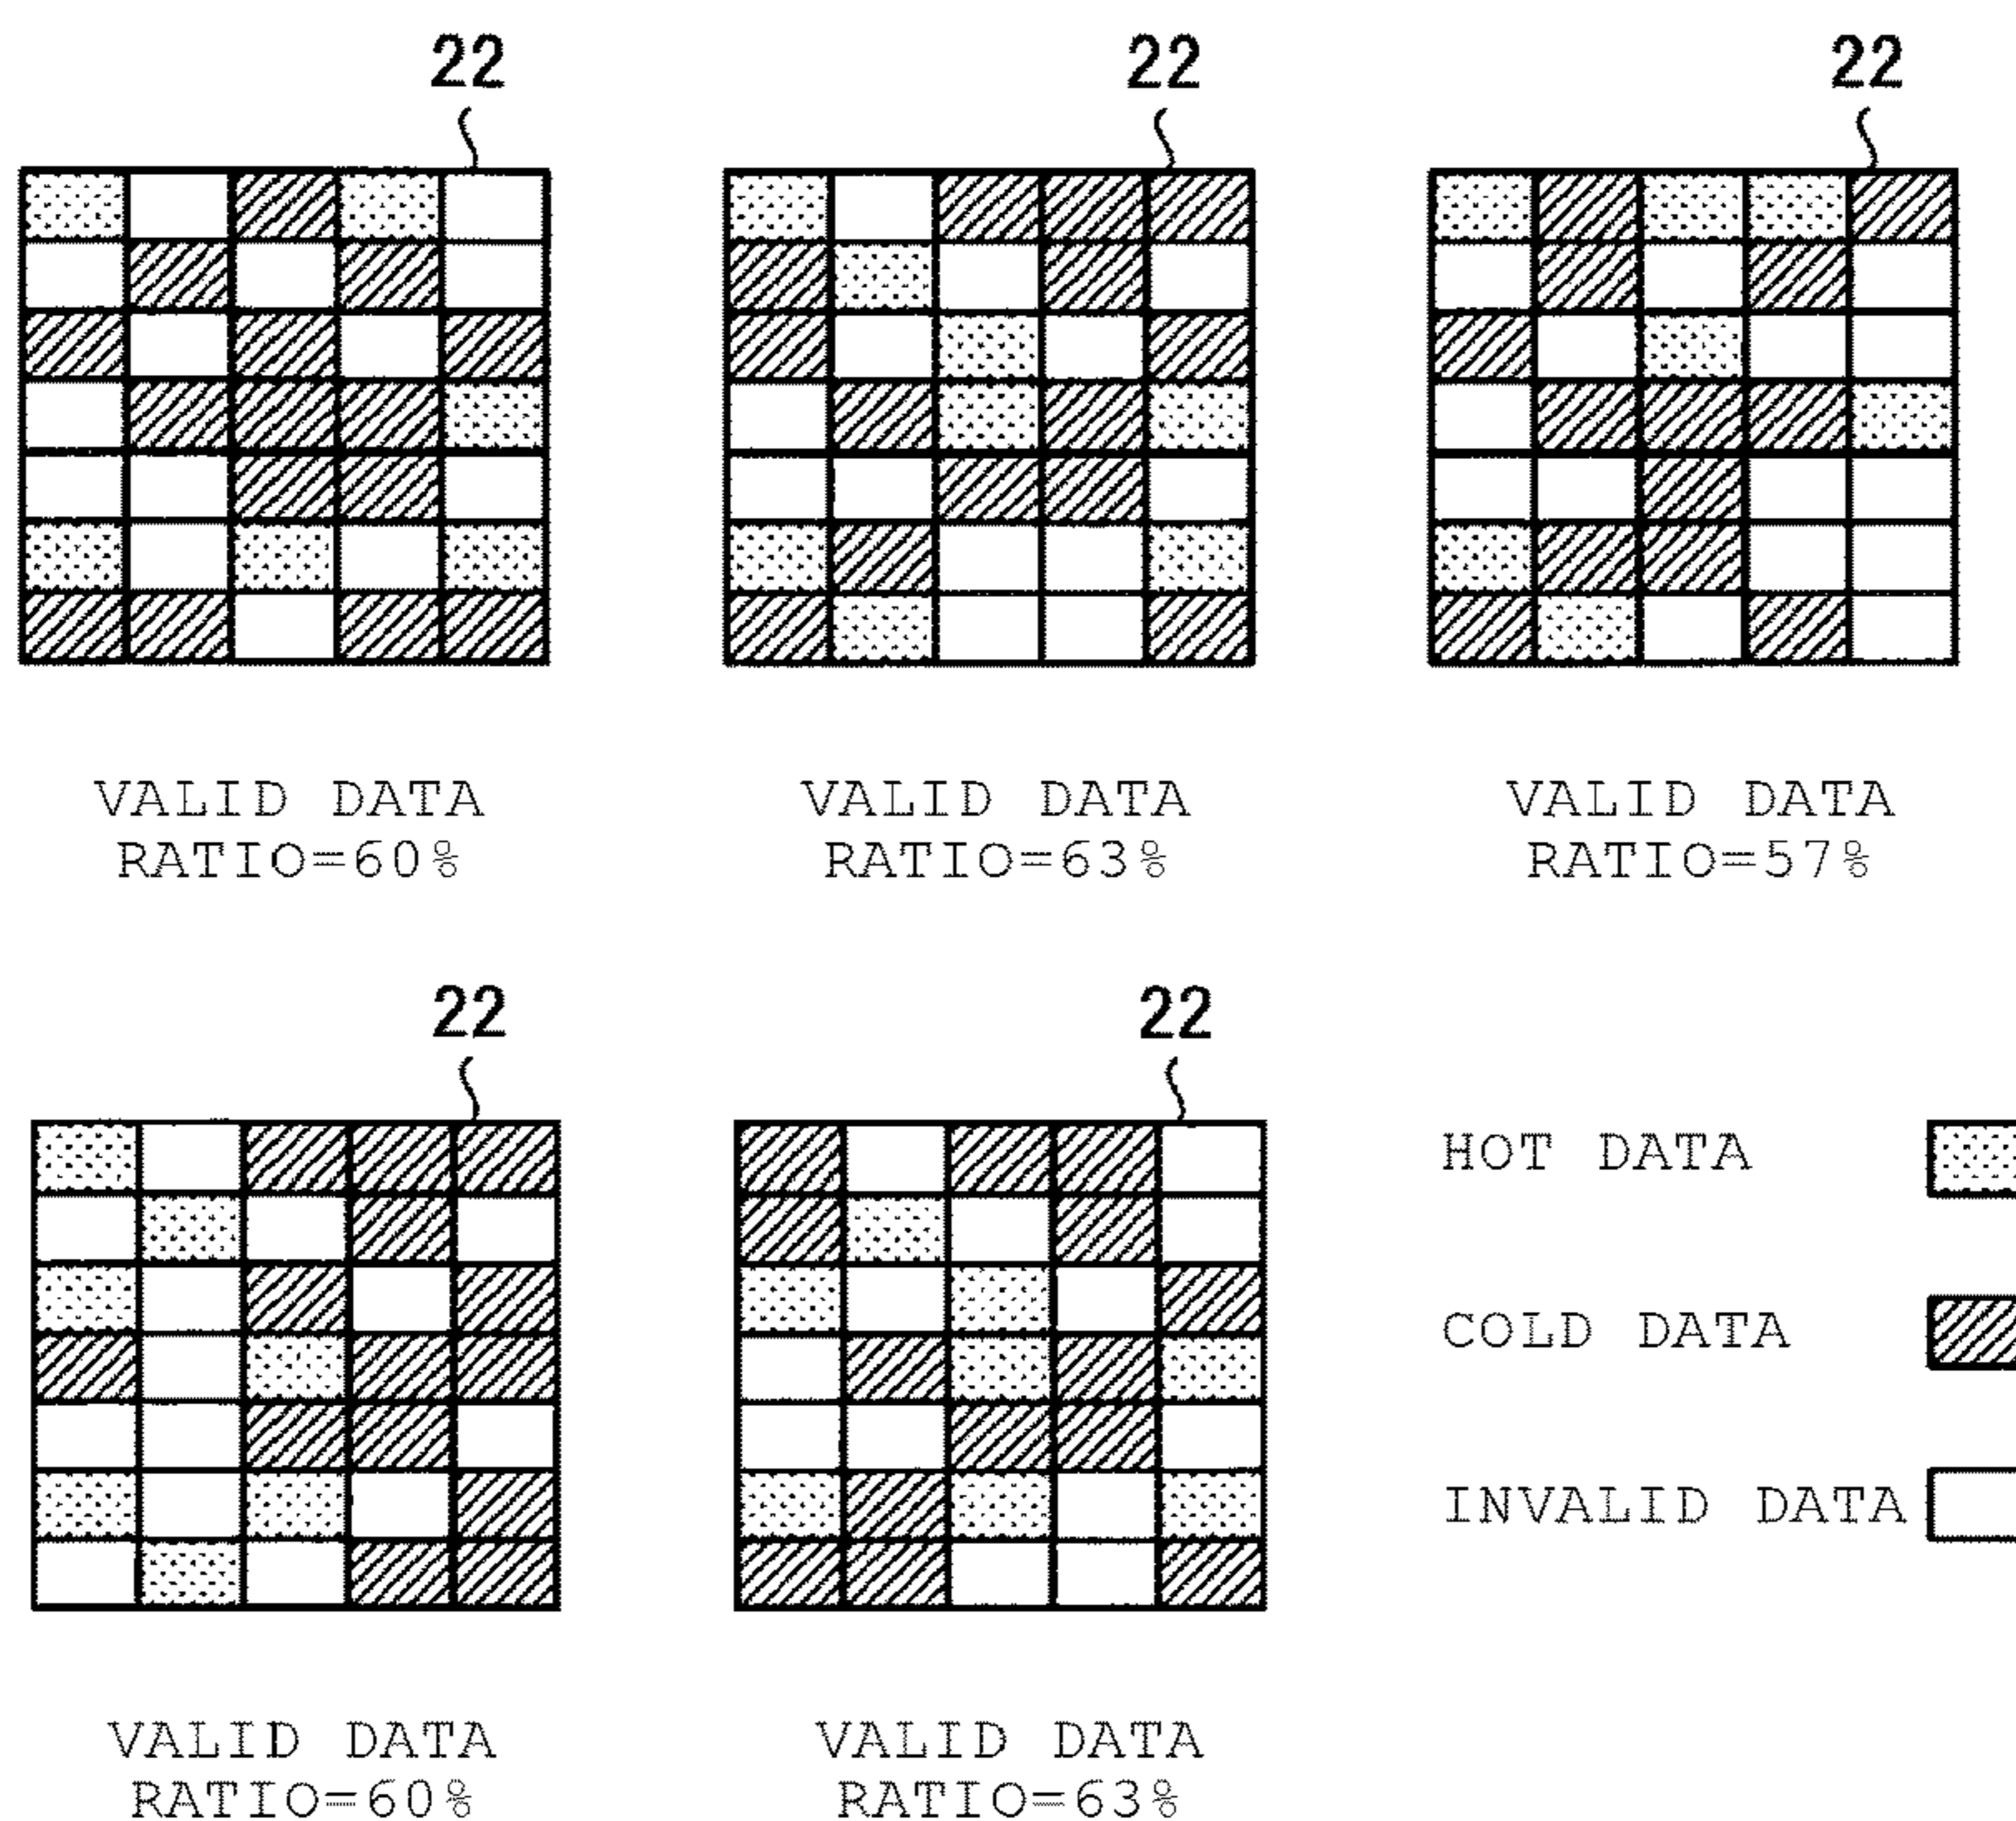 22
22
22
VALID DATA
RATIO=60%
VALID DATA
RATIO=63%
VALID DATA
RATIO=57%
22
22
HOT DATA
COLD DATA
INVALID DATA
VALID DATA
RATIO=60%
VALID DATA
RATIO=63%